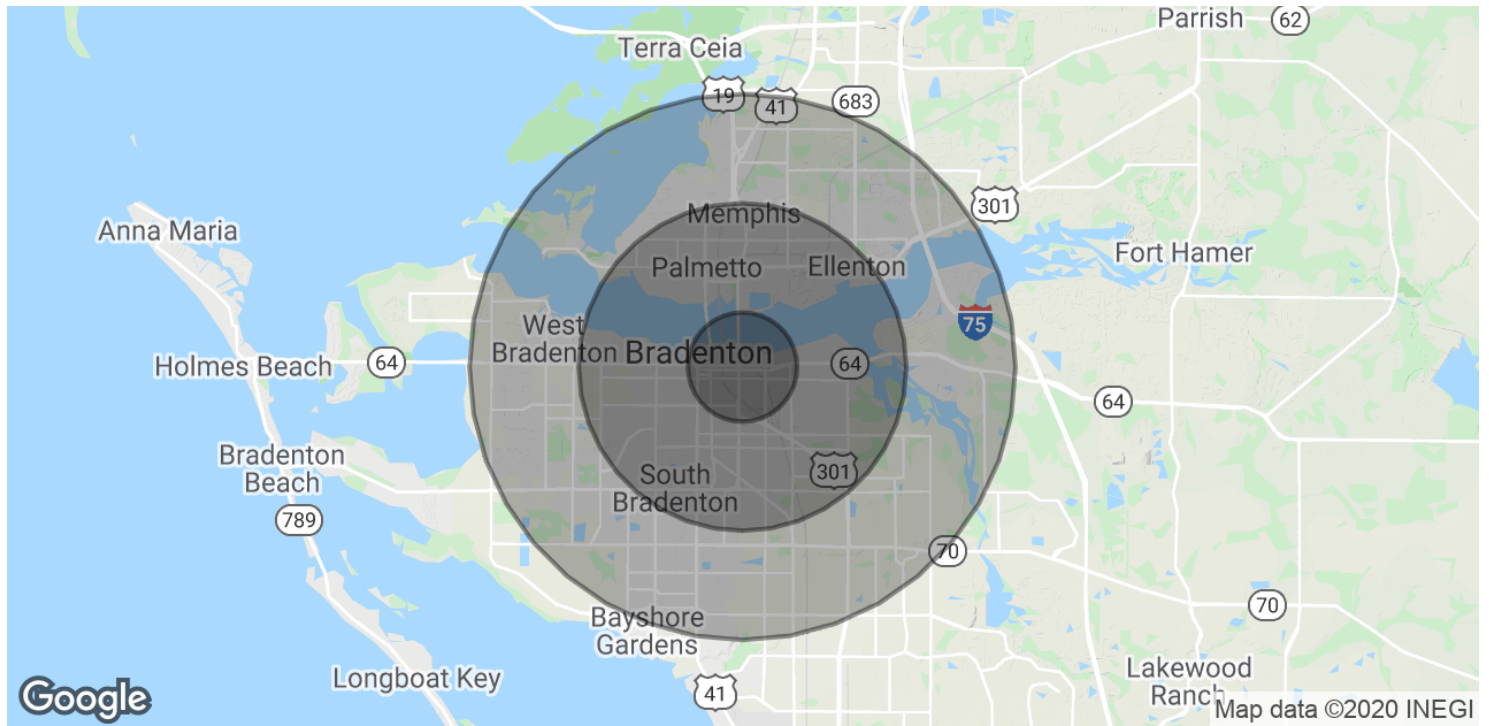 Parrish
62
Terra Ceia
19
41
683
301
Memphis
Anna Maria
Fort Hamer
Palmetto
Ellenton
75
West
Bradenton
Bradenton
Holmes Beach
64
64
64
Bradenton
Beach
South
Bradenton
301
789
70
70
Bayshore
Gardens
Longboat Key
41
Lakewood
Ranch
Google
Map data ©2020 INEGI